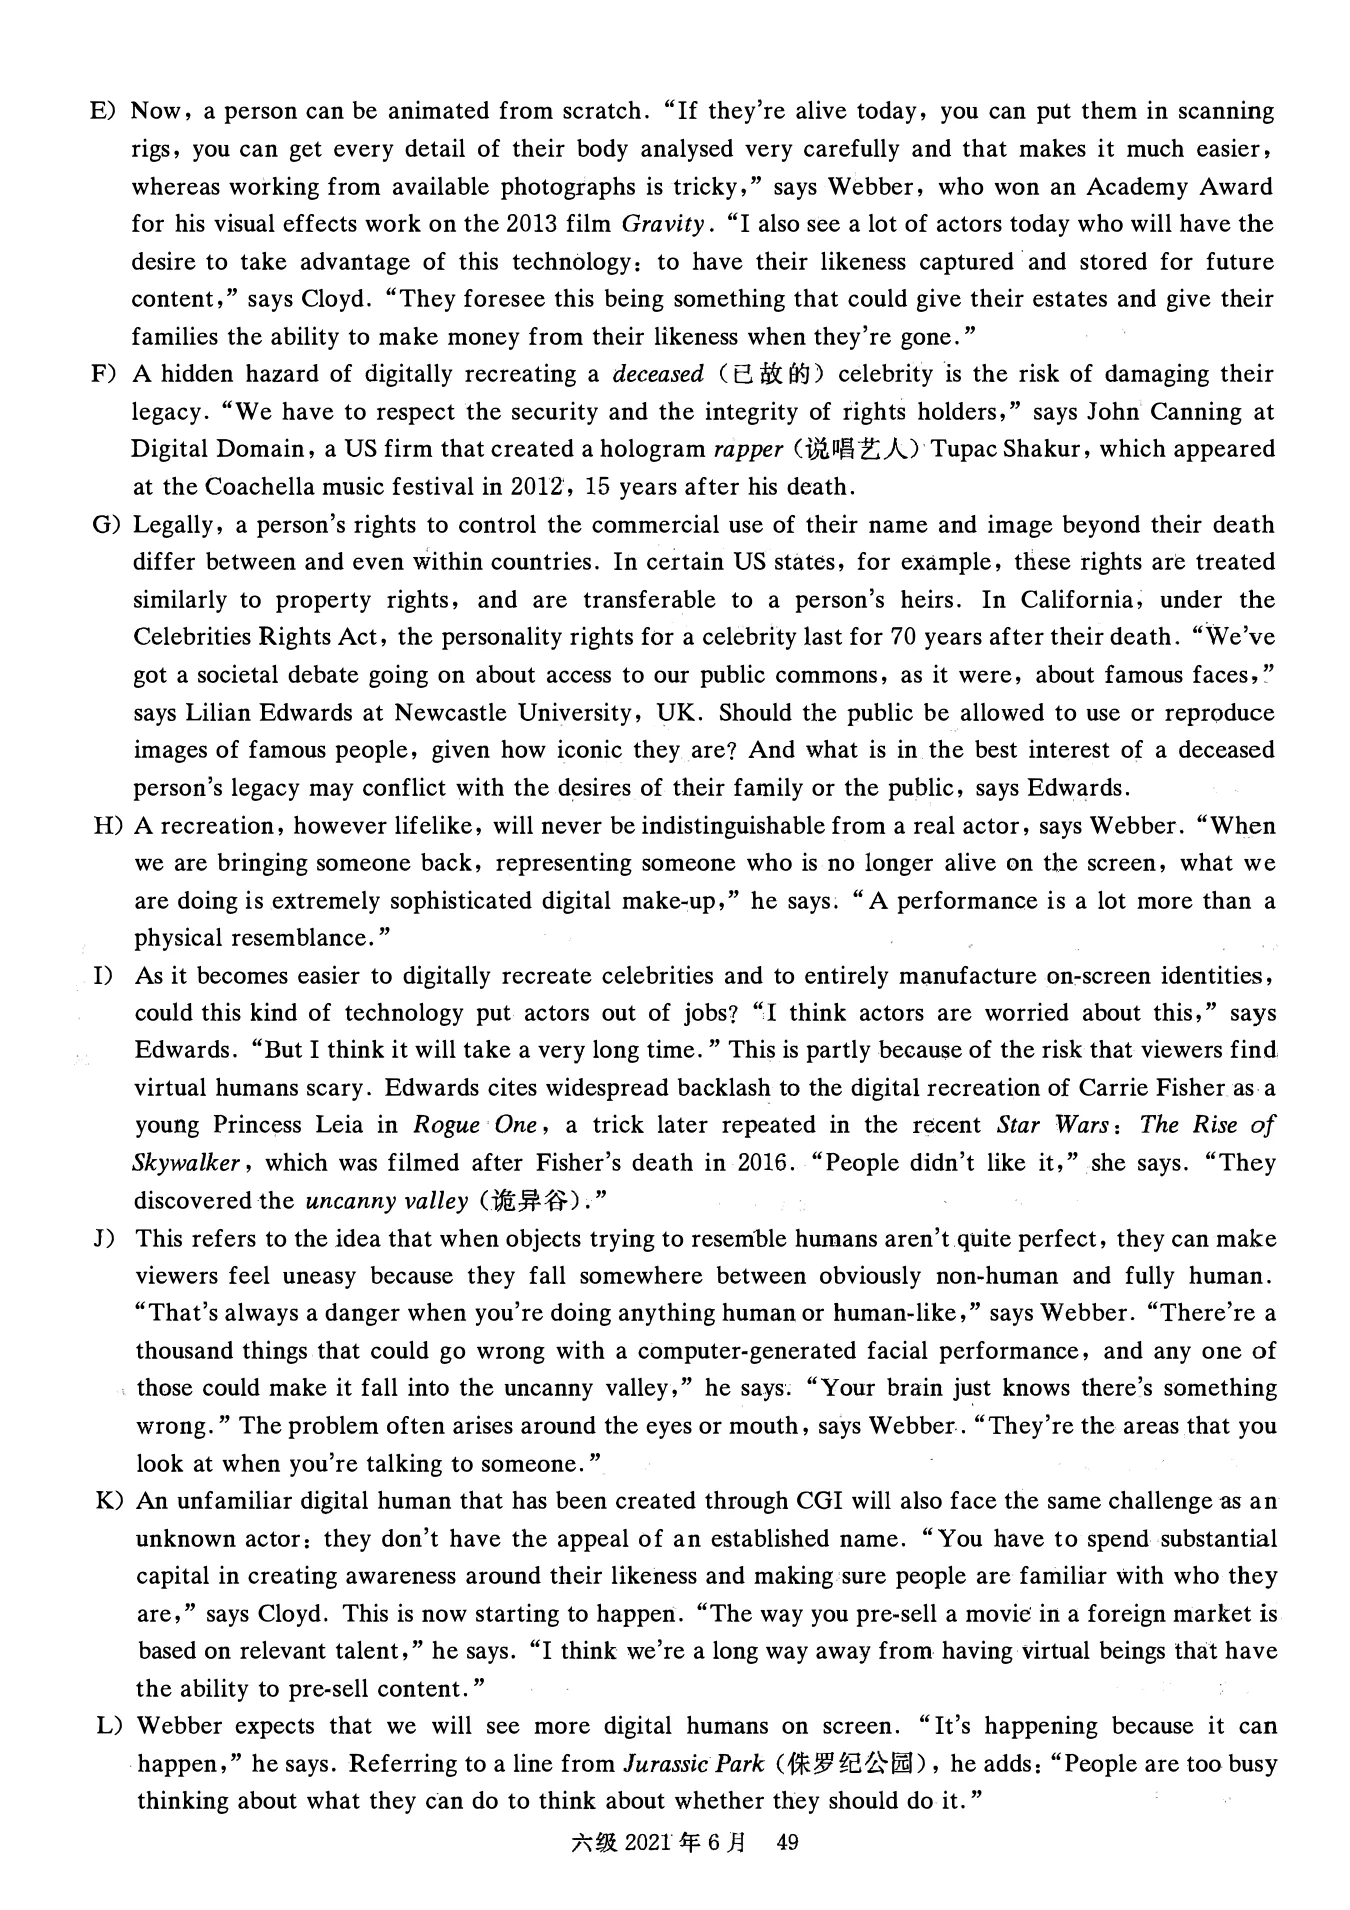 E) Now, a person can be animated from scratch. “If they’re alive today, you can put them in scanning
rigs, you can get every detail of their body analysed very carefully and that makes it much easier,
whereas working from available photographs is tricky,” says Webber, who won an Academy Award
for his visual effects work on the 2013 film Gravity. “I also see a lot of actors today who will have the
desire to take advantage of this technology: to have their likeness captured and stored for future
content,” says Cloyd. “They foresee this being something that could give their estates and give their
families the ability to make money from their likeness when they’re gone.”
F) A hidden hazard of digitally recreating a deceased (已故的) celebrity is the risk of damaging their
legacy. “We have to respect the security and the integrity of rights holders,” says John Canning at
Digital Domain, a US firm that created a hologram rapper (说唱艺人) Tupac Shakur, which appeared
at the Coachella music festival in 2012, 15 years after his death.
G) Legally, a person’s rights to control the commercial use of their name and image beyond their death
differ between and even within countries. In certain US states, for example, these rights are treated
similarly to property rights, and are transferable to a person’s heirs. In California, under the
Celebrities Rights Act, the personality rights for a celebrity last for 70 years after their death. “We’ve
got a societal debate going on about access to our public commons, as it were, about famous faces,”
says Lilian Edwards at Newcastle University, UK. Should the public be allowed to use or reproduce
images of famous people, given how iconic they are? And what is in the best interest of a deceased
person’s legacy may conflict with the desires of their family or the public, says Edwards.
H) A recreation, however lifelike, will never be indistinguishable from a real actor, says Webber. “When
we are bringing someone back, representing someone who is no longer alive on the screen, what we
are doing is extremely sophisticated digital make-up,” he says. “A performance is a lot more than a
physical resemblance.”
I) As it becomes easier to digitally recreate celebrities and to entirely manufacture on-screen identities,
could this kind of technology put actors out of jobs? “I think actors are worried about this,” says
Edwards. “But I think it will take a very long time.” This is partly because of the risk that viewers find
virtual humans scary. Edwards cites widespread backlash to the digital recreation of Carrie Fisher as a
young Princess Leia in Rogue One, a trick later repeated in the recent Star Wars: The Rise of
Skywalker, which was filmed after Fisher’s death in 2016. “People didn’t like it,” she says. “They
discovered the uncanny valley (诡异谷).”
J) This refers to the idea that when objects trying to resemble humans aren’t quite perfect, they can make
viewers feel uneasy because they fall somewhere between obviously non-human and fully human.
“That’s always a danger when you’re doing anything human or human-like,” says Webber. “There’re a
thousand things that could go wrong with a computer-generated facial performance, and any one of
those could make it fall into the uncanny valley,” he says. “Your brain just knows there’s something
wrong.” The problem often arises around the eyes or mouth, says Webber. “They’re the areas that you
look at when you’re talking to someone.”
K) An unfamiliar digital human that has been created through CGI will also face the same challenge as an
unknown actor: they don’t have the appeal of an established name. “You have to spend substantial
capital in creating awareness around their likeness and making sure people are familiar with who they
are,” says Cloyd. This is now starting to happen. “The way you pre-sell a movie in a foreign market is
based on relevant talent,” he says. “I think we’re a long way away from having virtual beings that have
the ability to pre-sell content.”
L) Webber expects that we will see more digital humans on screen. “It’s happening because it can
happen,” he says. Referring to a line from Jurassic Park (侏罗纪公园), he adds: “People are too busy
thinking about what they can do to think about whether they should do it.”
六级 2021 年 6 月 49